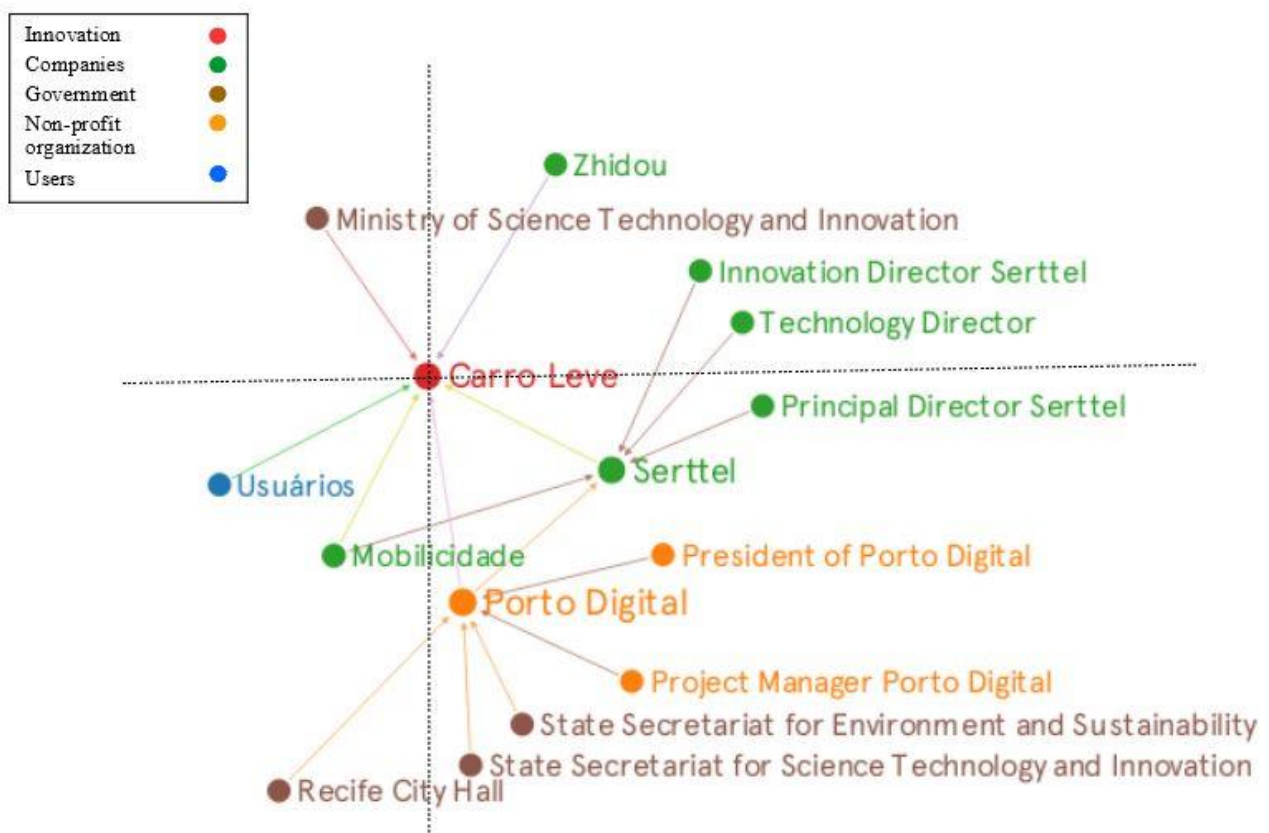 Innovation
Companies
Government
Non-profit
organization
Users
Zhidou
Ministry of Science Technology and Innovation
Innovation Director Serttel
Technology Director
Carro Leve
Principal Director Serttel
Serttel
Usuários
Mobilicidade
President of Porto Digital
Porto Digital
Project Manager Porto Digital
State Secretariat for Environment and Sustainability
State Secretariat for Science Technology and Innovation
Recife City Hall